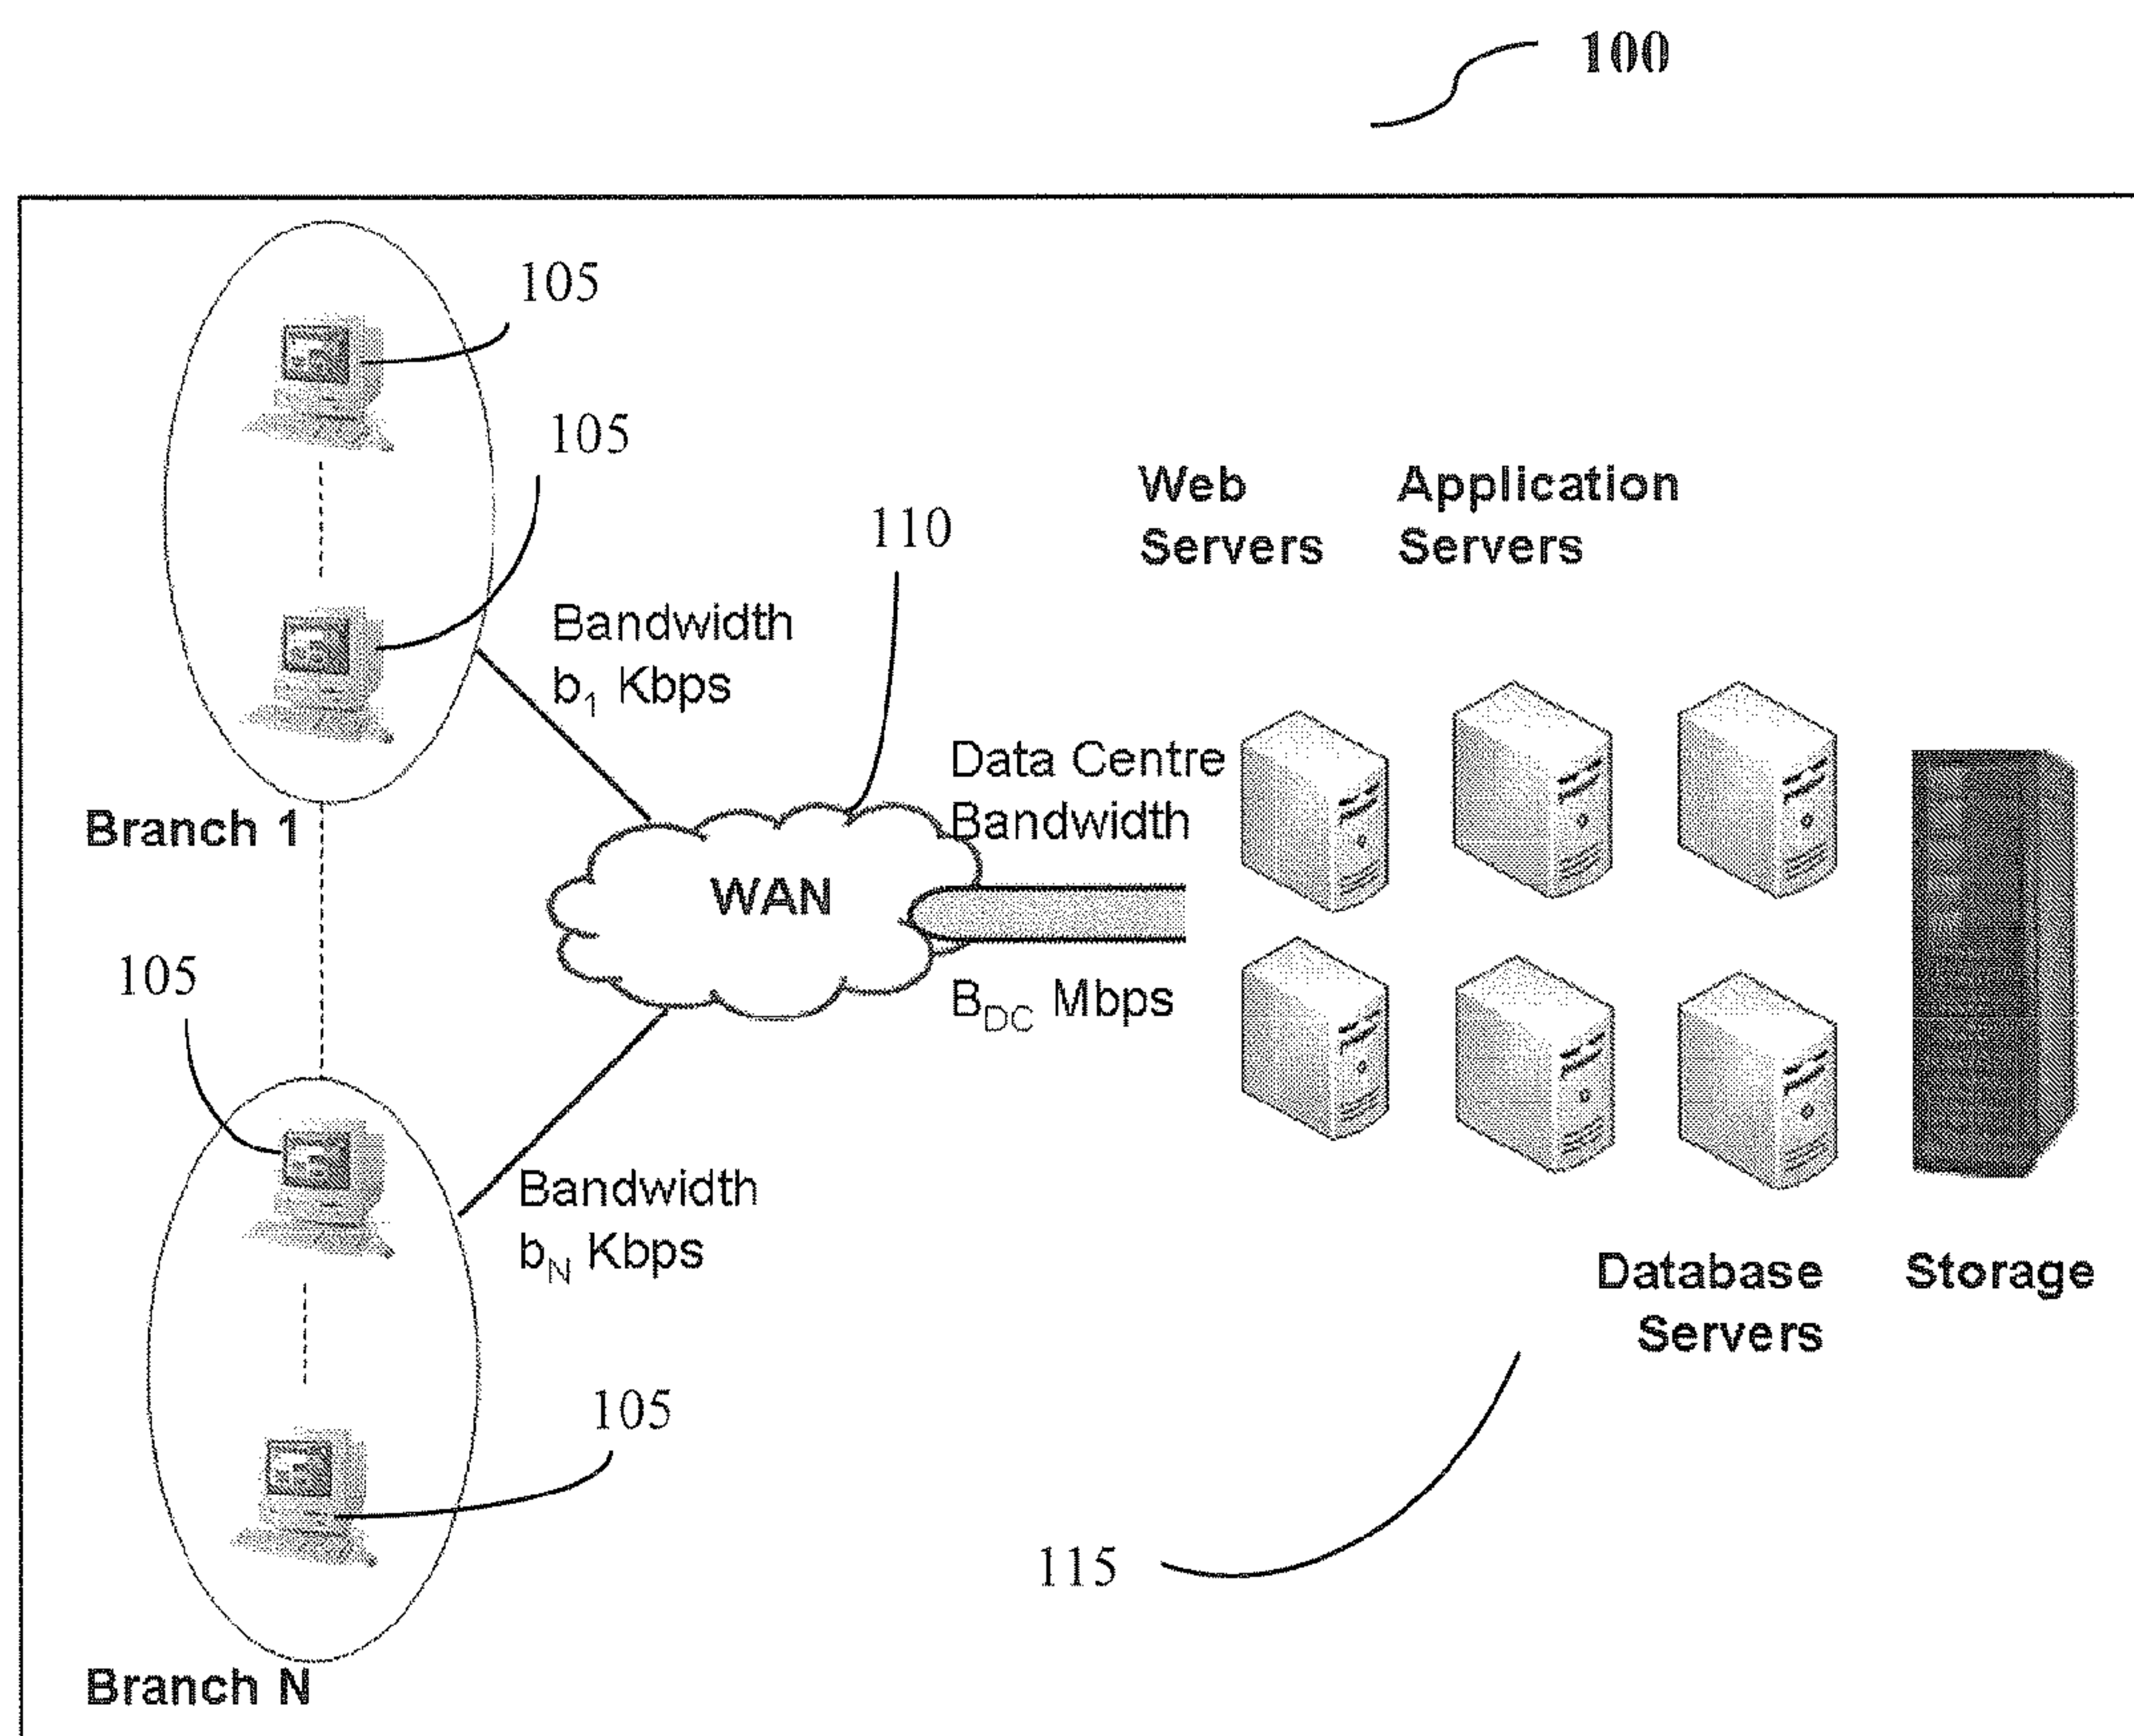 100
105
105
Web Application
Servers Servers
110
Bandwidth
b1 Kbps
Data Centre
Bandwidth
Branch 1
WAN
105
BDC Mbps
Bandwidth
bN Kbps
Database Storage
Servers
105
115
Branch N